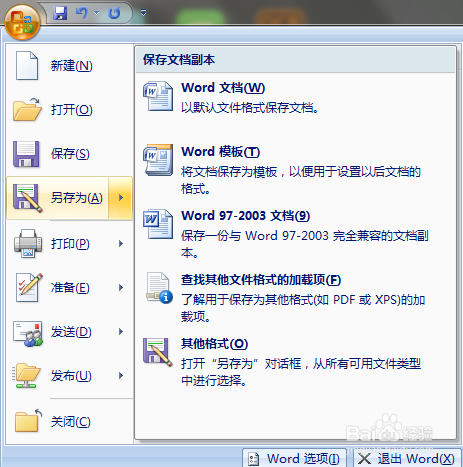 新建(N)
打开(O)
保存(S)
另存为(A)
打印(P)
准备(E)
发送(D)
发布(U)
关闭(C)
保存文档副本
Word 文档(W)
以默认文件格式保存文档。
Word 模板(T)
将文档保存为模板，以便用于设置以后文档的
格式。
Word 97-2003 文档(9)
保存一份与 Word 97-2003 完全兼容的文档副
本。
查找其他文件格式的加载项(F)
了解用于保存为其他格式(如 PDF 或 XPS)的加
载项。
其他格式(O)
打开“另存为”对话框，从所有可用文件类型
中进行选择。
Baidu 经验
Word 选项(I)
退出 Word(X)